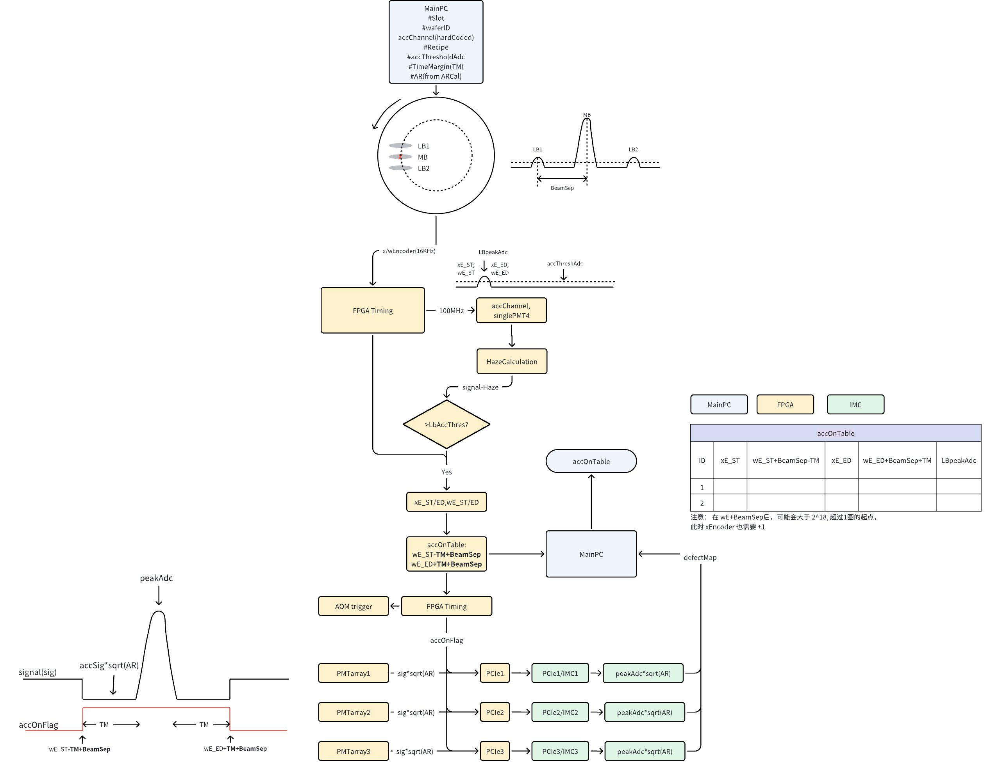 MainPC
#Slot
#waferID
accChannel(hardCoded)
#Recipe
#accThresholdAdc
#TimeMargin(TM)
#AR(from ARCal)
LB1
MB
LB2
MB
LB1
LB2
BeamSep
x/wEncoder(16KHz)
LBpeakAdc
xE_ST;
wE_ST
xE_ED;
wE_ED
accThreshAdc
FPGA Timing
100MHz
accChannel,
singlePMT4
HazeCalculation
signal-Haze
>LbAccThres?
Yes
xE_ST/ED,wE_ST/ED
accOnTable:
wE_ST-TM+BeamSep
wE_ED+TM+BeamSep
accOnTable
MainPC
defectMap
MainPC
FPGA
IMC
accOnTable
ID
xE_ST
wE_ST+BeamSep-TM
xE_ED
wE_ED+BeamSep+TM
LBpeakAdc
1
2
注意： 在 wE+BeamSep后，可能会大于 2^18, 超过1圈的起点，
此时 xEncoder 也需要 +1
AOM trigger
FPGA Timing
accOnFlag
PMTarray1
sig*sqrt(AR)
PCIe1
PCIe1/IMC1
peakAdc*sqrt(AR)
PMTarray2
sig*sqrt(AR)
PCIe2
PCIe2/IMC2
peakAdc*sqrt(AR)
PMTarray3
sig*sqrt(AR)
PCIe3
PCIe3/IMC3
peakAdc*sqrt(AR)
peakAdc
accSig*sqrt(AR)
signal(sig)
accOnFlag
TM
TM
wE_ST-TM+BeamSep
wE_ED+TM+BeamSep